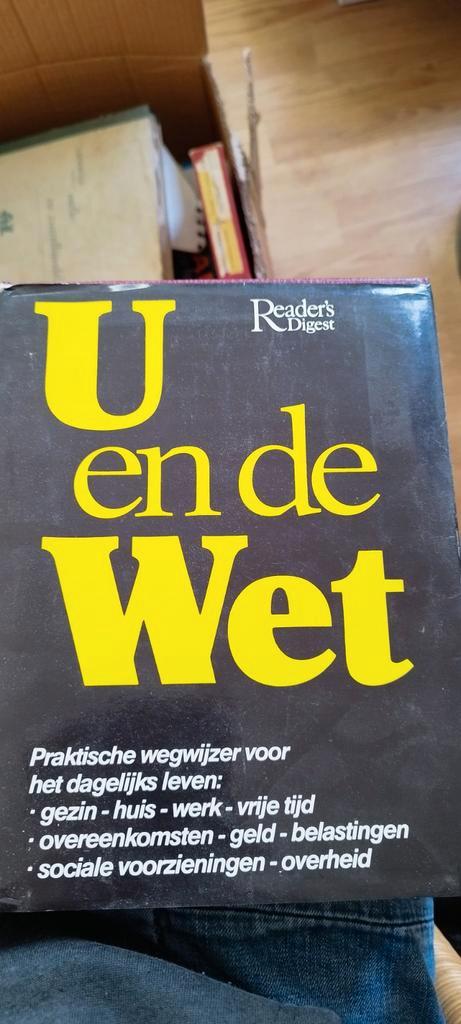 U
Reader's
Digest
en de
Wet
Praktische wegwijzer voor
het dagelijks leven:
· gezin - huis - werk - vrije tijd
· overeenkomsten - geld - belastingen
· sociale voorzieningen - overheid